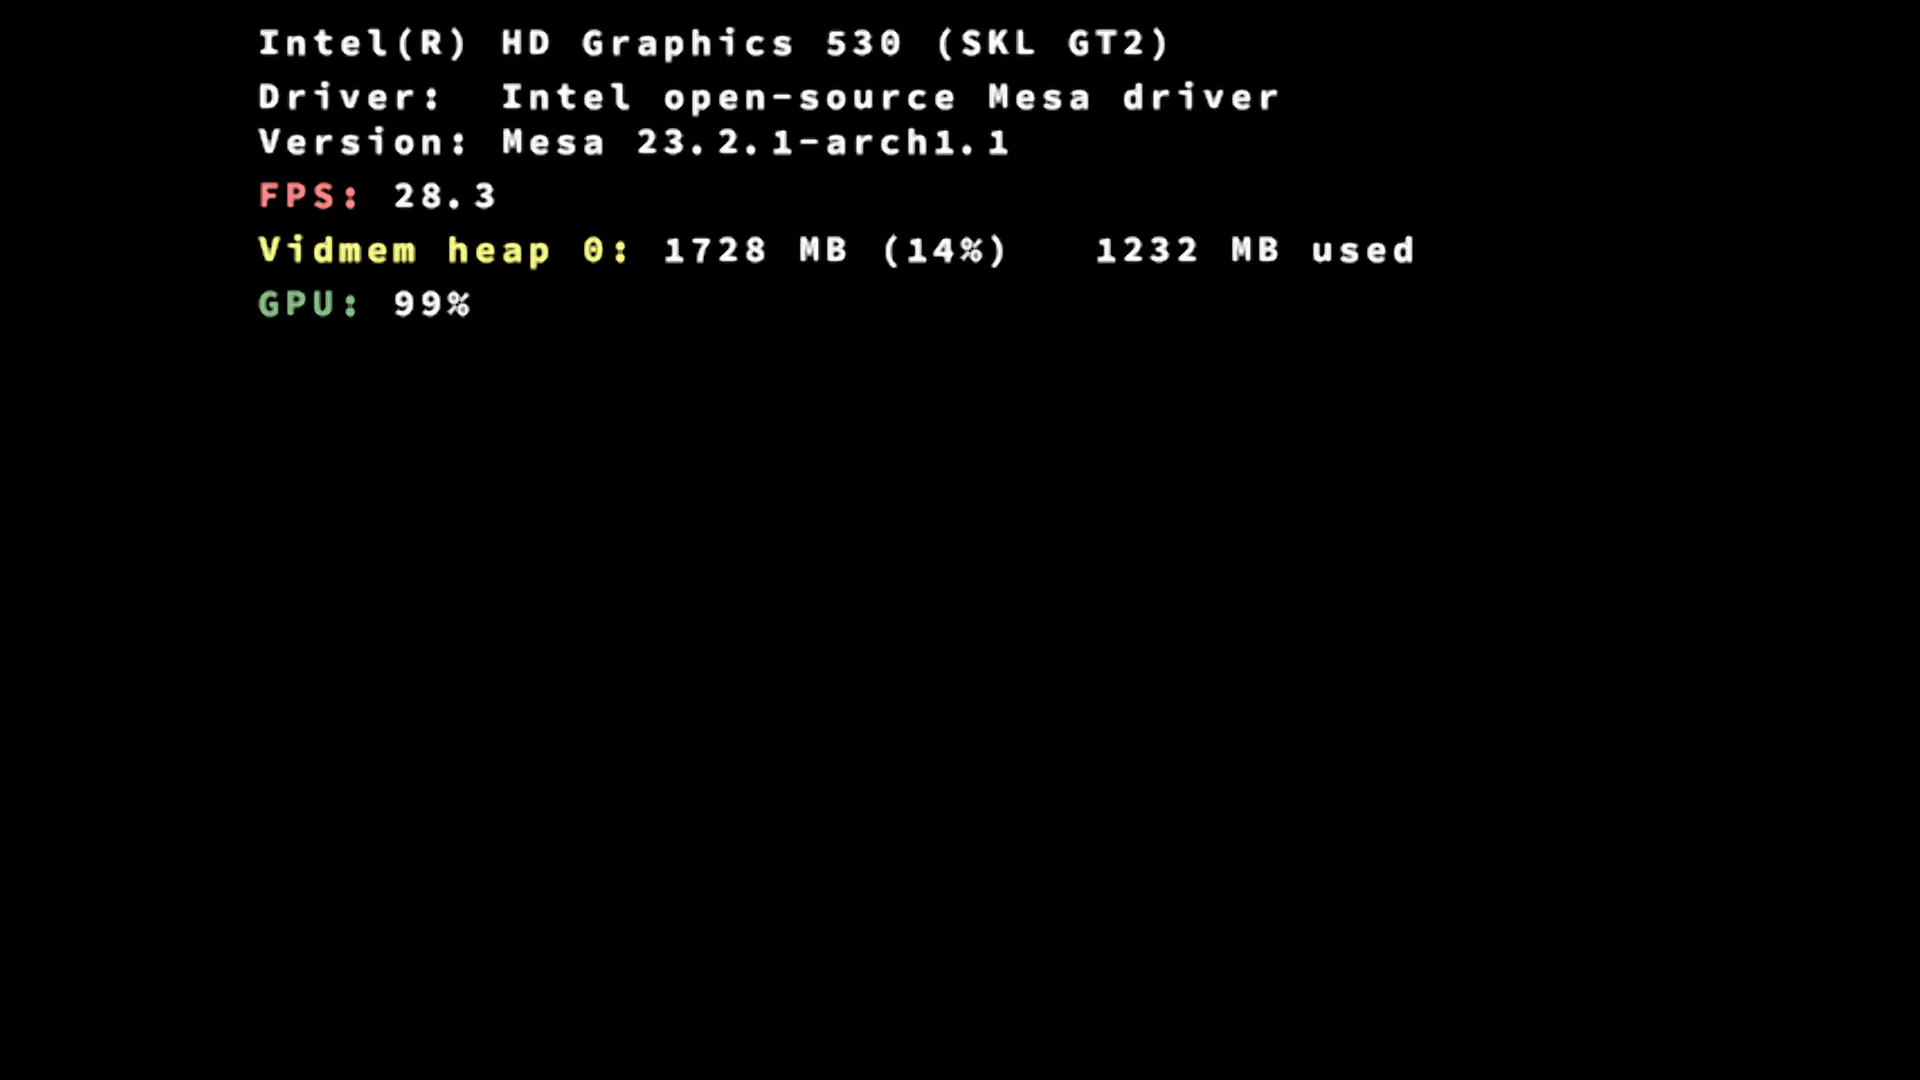 Intel(R) HD Graphics 530 (SKL GT2)
Driver:  Intel open-source Mesa driver
Version: Mesa 23.2.1-arch1.1
FPS: 28.3
Vidmem heap 0: 1728 MB (14%)   1232 MB used
GPU: 99%